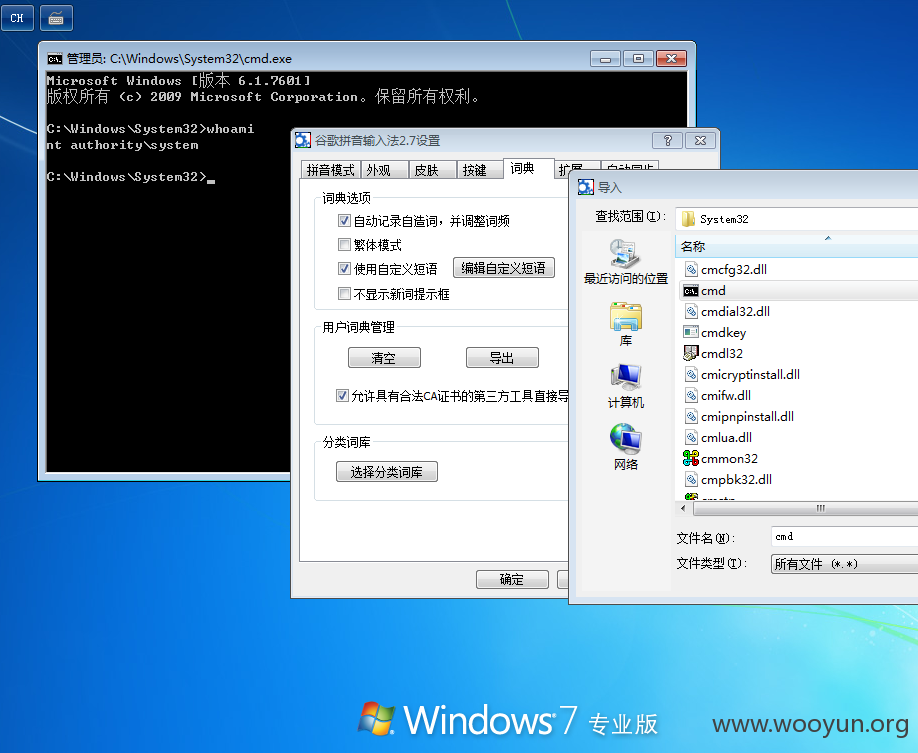 CH
管理员: C:\Windows\System32\cmd.exe
Microsoft Windows [版本 6.1.7601]
版权所有 (c) 2009 Microsoft Corporation。保留所有权利。
C:\Windows\System32>whoami
nt authority\system
C:\Windows\System32>_
谷歌拼音输入法2.7设置
拼音模式 外观 皮肤 按键 词典
词典选项
自动记录自造词，并调整词频
繁体模式
使用自定义短语 编辑自定义短语
不显示新词提示框
用户词典管理
清空 导出
允许具有合法CA证书的第三方工具直接导
分类词库
选择分类词库
确定
导入
查找范围(I): System32
最近访问的位置
库
计算机
网络
名称
cmcfg32.dll
cmd
cmdial32.dll
cmdkey
cmdl32
cmicryptinstall.dll
cmifw.dll
cmipnpinstall.dll
cmlua.dll
cmmon32
cmpbk32.dll
文件名(N): cmd
文件类型(T): 所有文件 (*.*)
Windows 7 专业版
www.wooyun.org